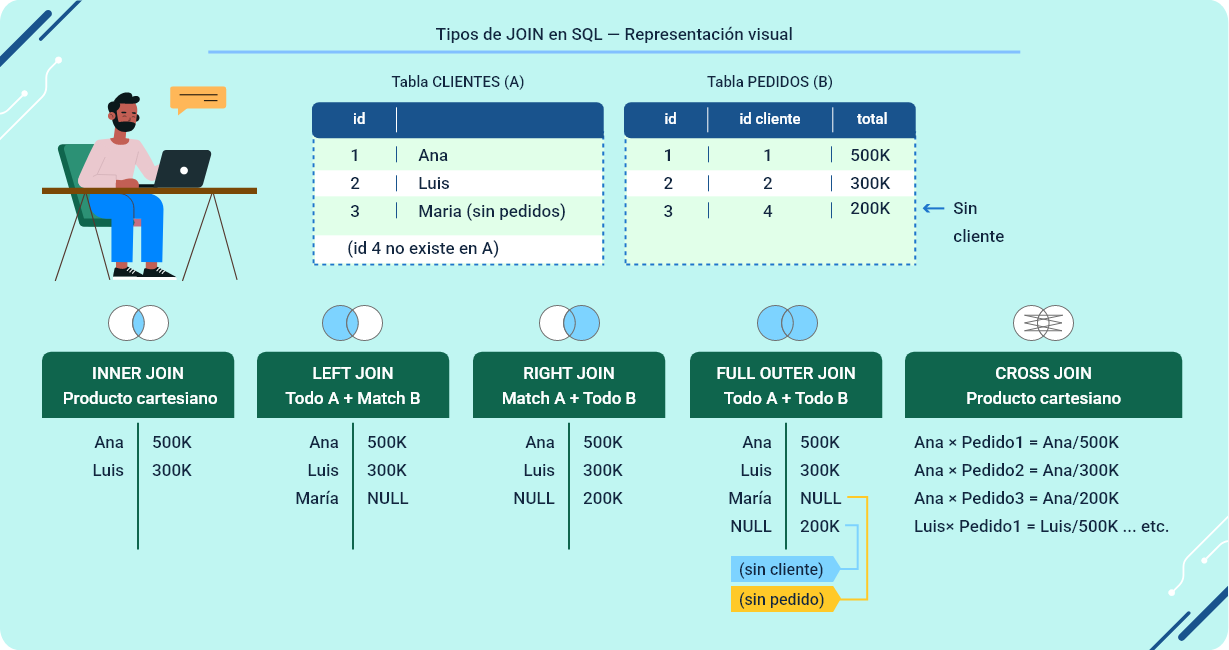 Tipos de JOIN en SQL — Representación visual
Tabla CLIENTES (A)
id
1 Ana
2 Luis
3 Maria (sin pedidos)
(id 4 no existe en A)
Tabla PEDIDOS (B)
id id cliente total
1 1 500K
2 2 300K
3 4 200K
← Sin
cliente
INNER JOIN
Producto cartesiano
Ana 500K
Luis 300K
LEFT JOIN
Todo A + Match B
Ana 500K
Luis 300K
María NULL
RIGHT JOIN
Match A + Todo B
Ana 500K
Luis 300K
NULL 200K
FULL OUTER JOIN
Todo A + Todo B
Ana 500K
Luis 300K
María NULL
NULL 200K
(sin cliente)
(sin pedido)
CROSS JOIN
Producto cartesiano
Ana × Pedido1 = Ana/500K
Ana × Pedido2 = Ana/300K
Ana × Pedido3 = Ana/200K
Luis× Pedido1 = Luis/500K ... etc.